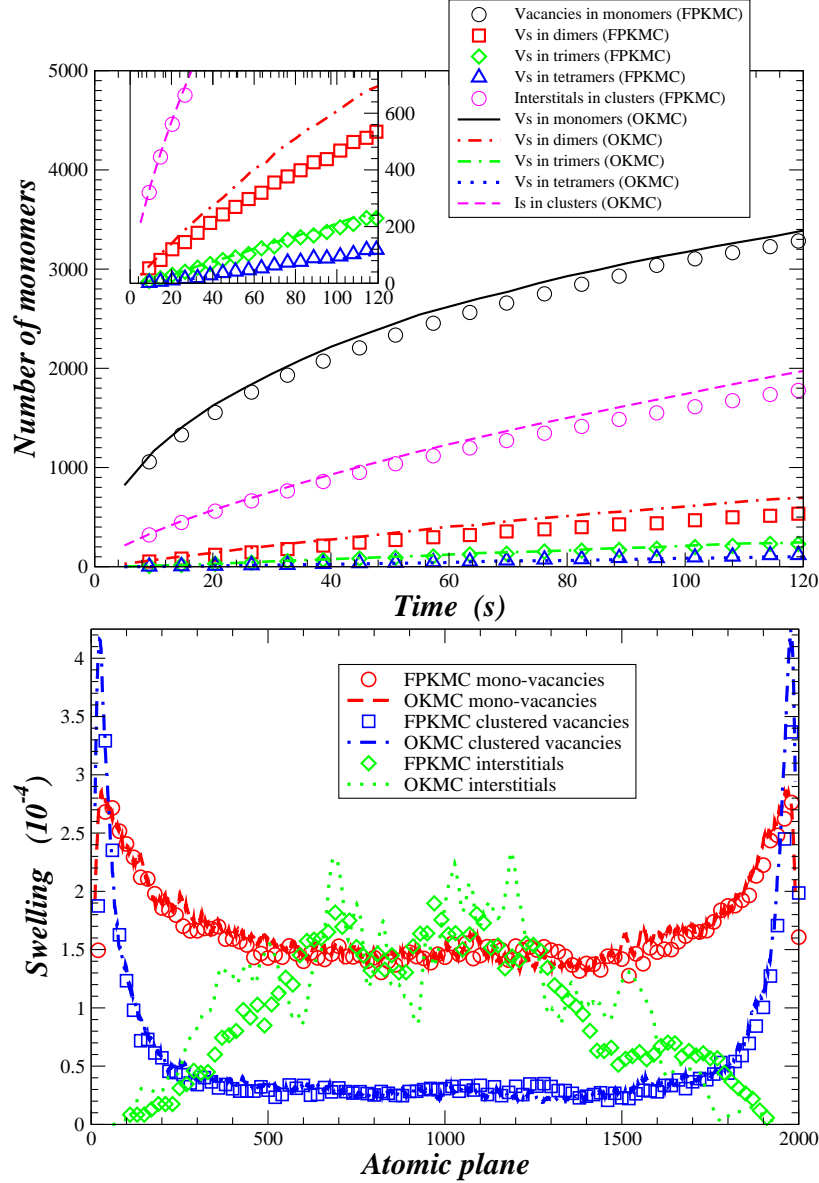 Vacancies in monomers (FPKMC)
Vs in dimers (FPKMC)
Vs in trimers (FPKMC)
Vs in tetramers (FPKMC)
Interstitals in clusters (FPKMC)
Vs in monomers (OKMC)
Vs in dimers (OKMC)
Vs in trimers (OKMC)
Vs in tetramers (OKMC)
Is in clusters (OKMC)
5000
4000
3000
2000
1000
0
Number of monomers
600
400
200
0
0 20 40 60 80 100 120
0 20 40 60 80 100 120
Time (s)
FPKMC mono-vacancies
OKMC mono-vacancies
FPKMC clustered vacancies
OKMC clustered vacancies
FPKMC interstitials
OKMC interstitials
4
3.5
3
2.5
2
1.5
1
0.5
0
Swelling (10-4)
0 500 1000 1500 2000
Atomic plane